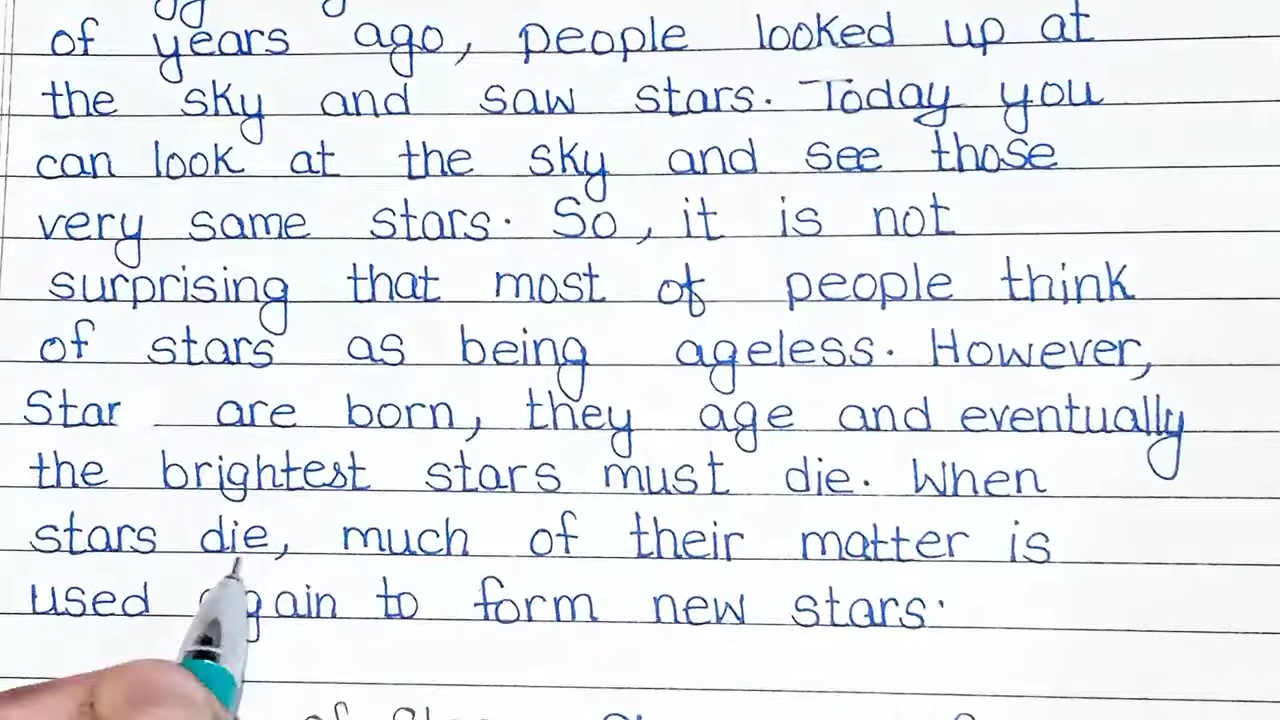 of years ago, people looked up at
the sky and saw stars. Today you
can look at the sky and see those
very same stars. So, it is not
surprising that most of people think
of stars as being ageless. However,
Star are born, they age and eventually
the brightest stars must die. When
stars die, much of their matter is
used again to form new stars.
of